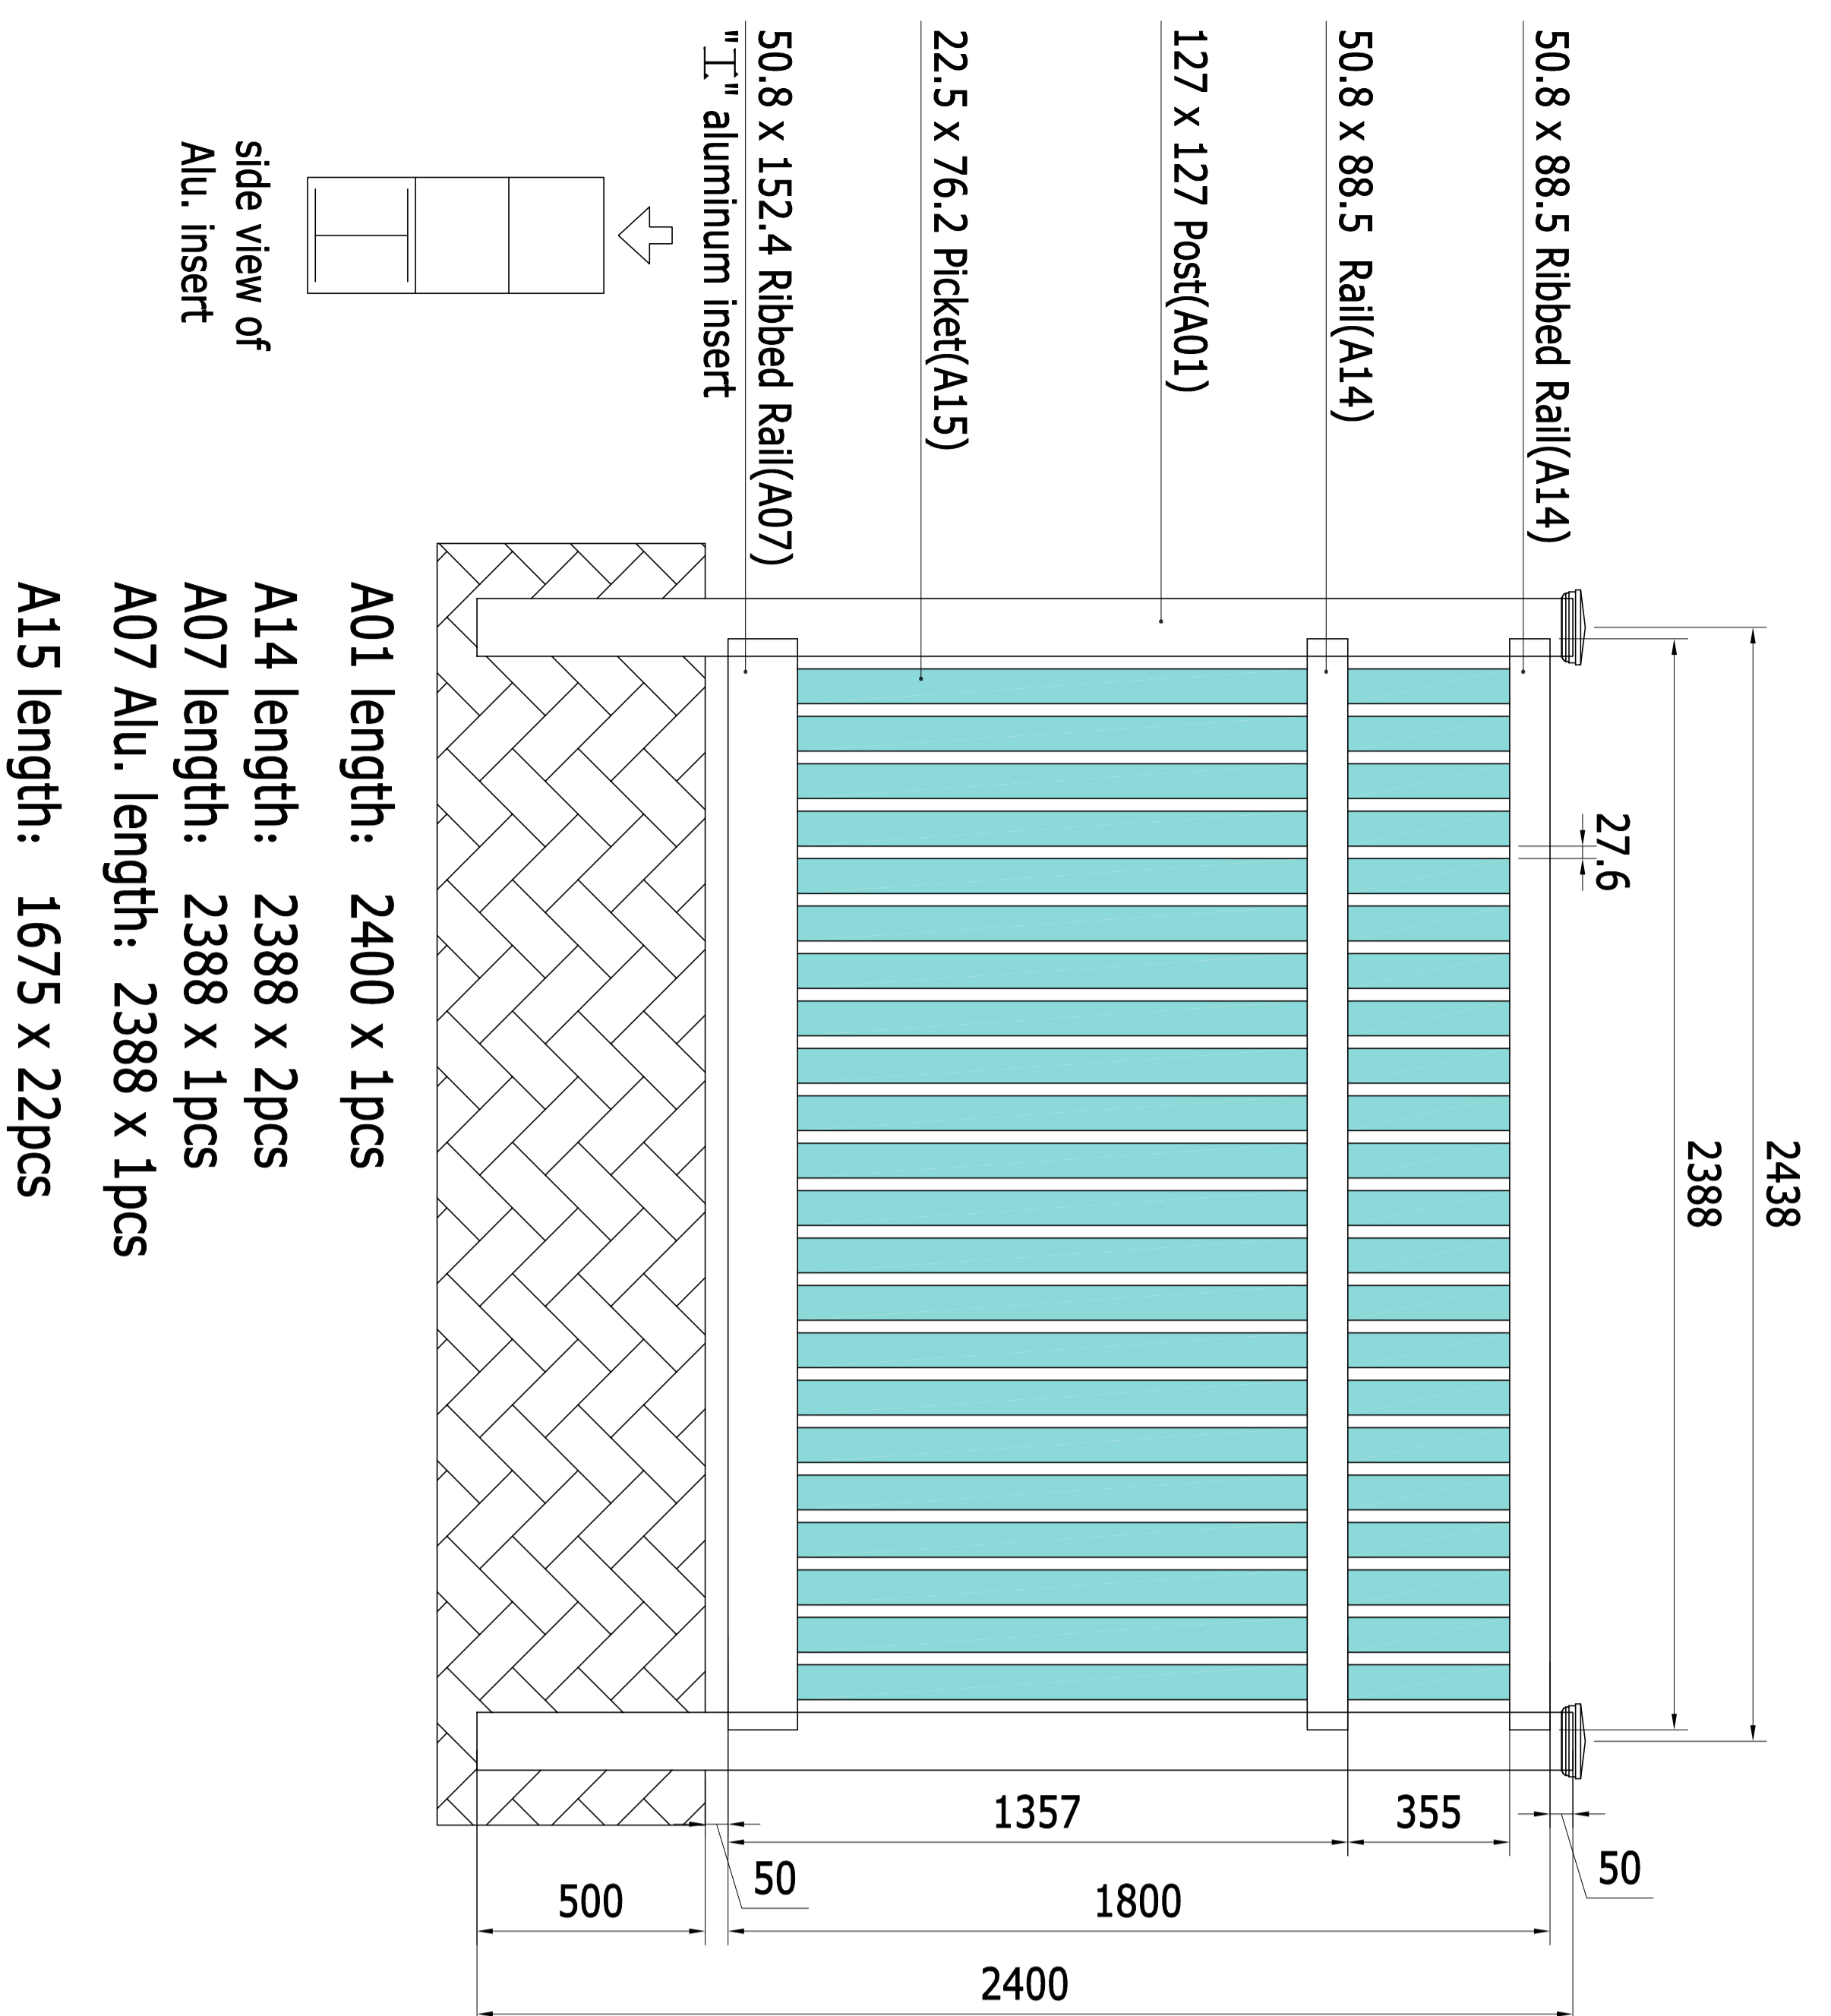 2438
2388
27.6
50.8 x 88.5 Ribbed Rail(A14)
50.8 x 88.5 Rail(A14)
127 x 127 Post(A01)
22.5 x 76.2 Picket(A15)
50.8 x 152.4 Ribbed Rail(A07)
"工" aluminum insert
side view of
Alu. insert
50
355
1357
50
1800
500
2400
A01 length: 2400 x 1pcs
A14 length: 2388 x 2pcs
A07 length: 2388 x 1pcs
A07 Alu. length: 2388 x 1pcs
A15 length: 1675 x 22pcs